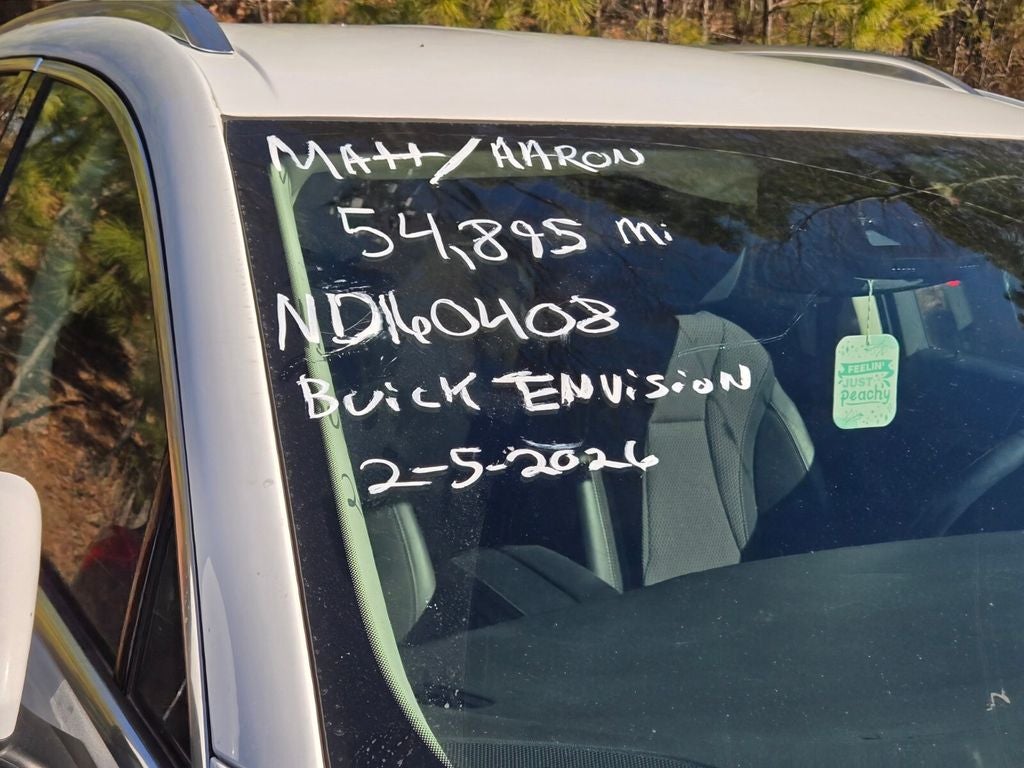 MATT/AARON
54,895 mi
ND160408
BUICK ENVISION
2-5-2026
FEELIN'
JUST
Peachy